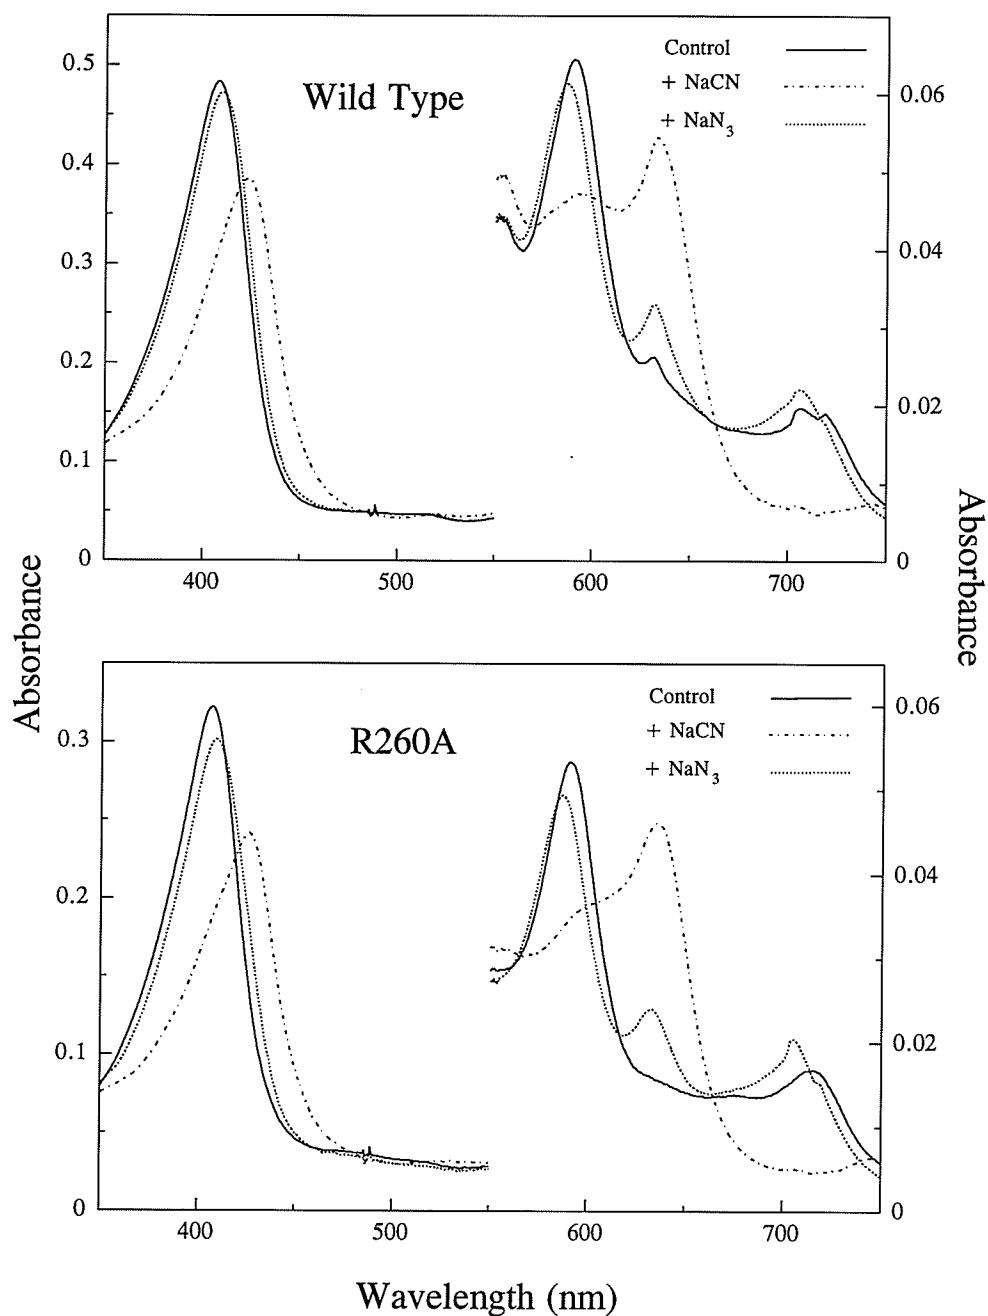 Control
+ NaCN
+ NaN3
Wild Type
0.5
0.4
0.3
0.2
0.1
0
0.06
0.04
0.02
0
400
500
600
700
Absorbance
Absorbance
Control
+ NaCN
+ NaN3
R260A
0.3
0.2
0.1
0
0.06
0.04
0.02
0
400
500
600
700
Wavelength (nm)